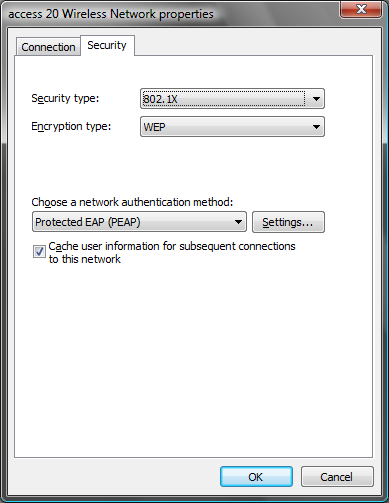 access 20 Wireless Network properties
Connection
Security
Security type:
802.1X
Encryption type:
WEP
Choose a network authentication method:
Protected EAP (PEAP)
Settings...
Cache user information for subsequent connections
to this network
OK
Cancel